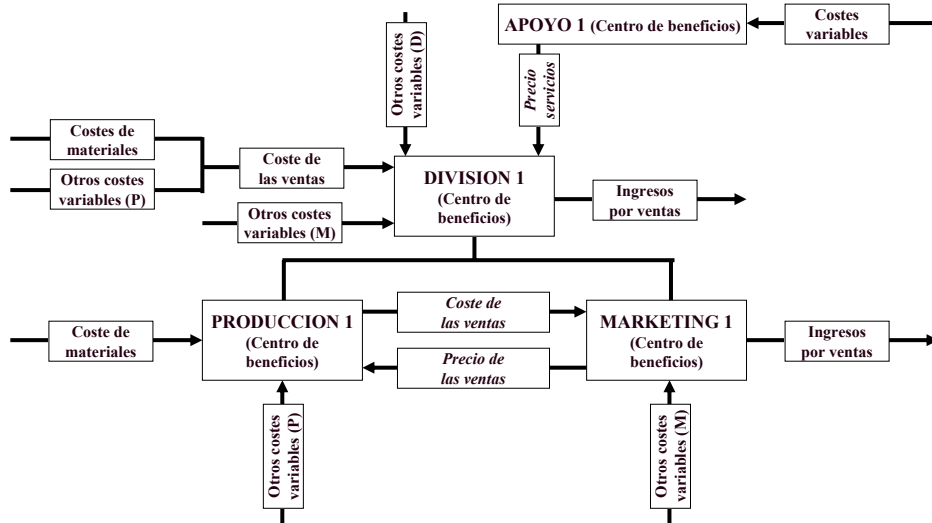 APOYO 1 (Centro de beneficios)
Costes
variables
Otros costes
variables (D)
Precio
servicios
Costes de
materiales
Otros costes
variables (P)
Coste de
las ventas
Otros costes
variables (M)
DIVISION 1
(Centro de
beneficios)
Ingresos
por ventas
PRODUCCION 1
(Centro de
beneficios)
Coste de
las ventas
Precio de
las ventas
MARKETING 1
(Centro de
beneficios)
Coste de
materiales
Ingresos
por ventas
Otros costes
variables (P)
Otros costes
variables (M)